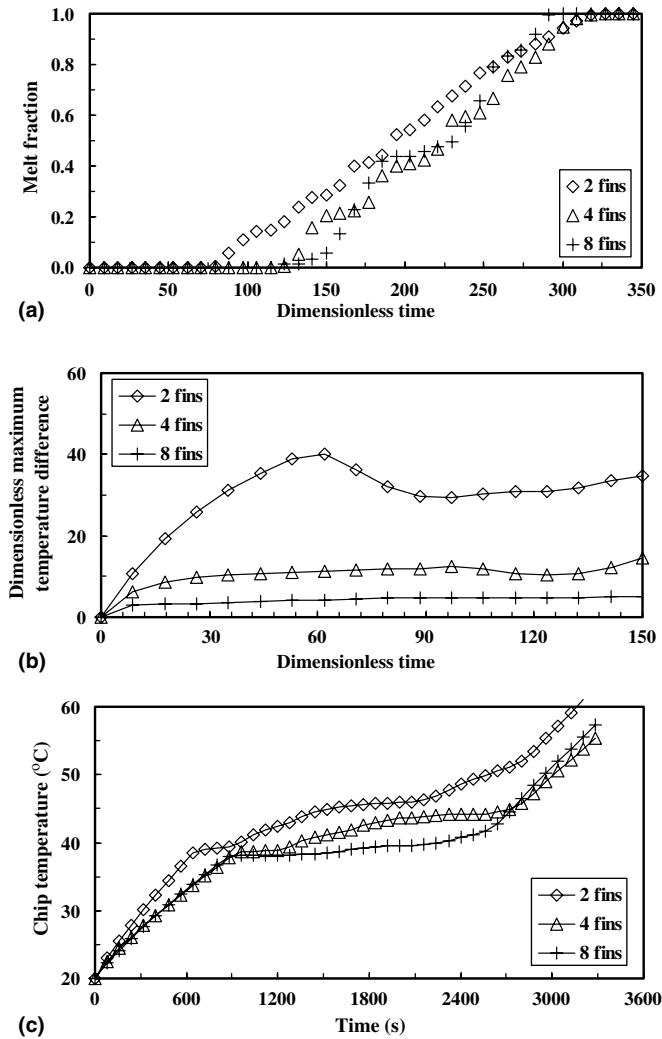 1.0
0.8
0.6
0.4
0.2
0.0
Melt fraction
2 fins
4 fins
8 fins
0 50 100 150 200 250 300 350
Dimensionless time
(a)
60
40
20
0
Dimensionless maximum
temperature difference
2 fins
4 fins
8 fins
0 30 60 90 120 150
Dimensionless time
(b)
60
50
40
30
20
Chip temperature (°C)
2 fins
4 fins
8 fins
0 600 1200 1800 2400 3000 3600
Time (s)
(c)